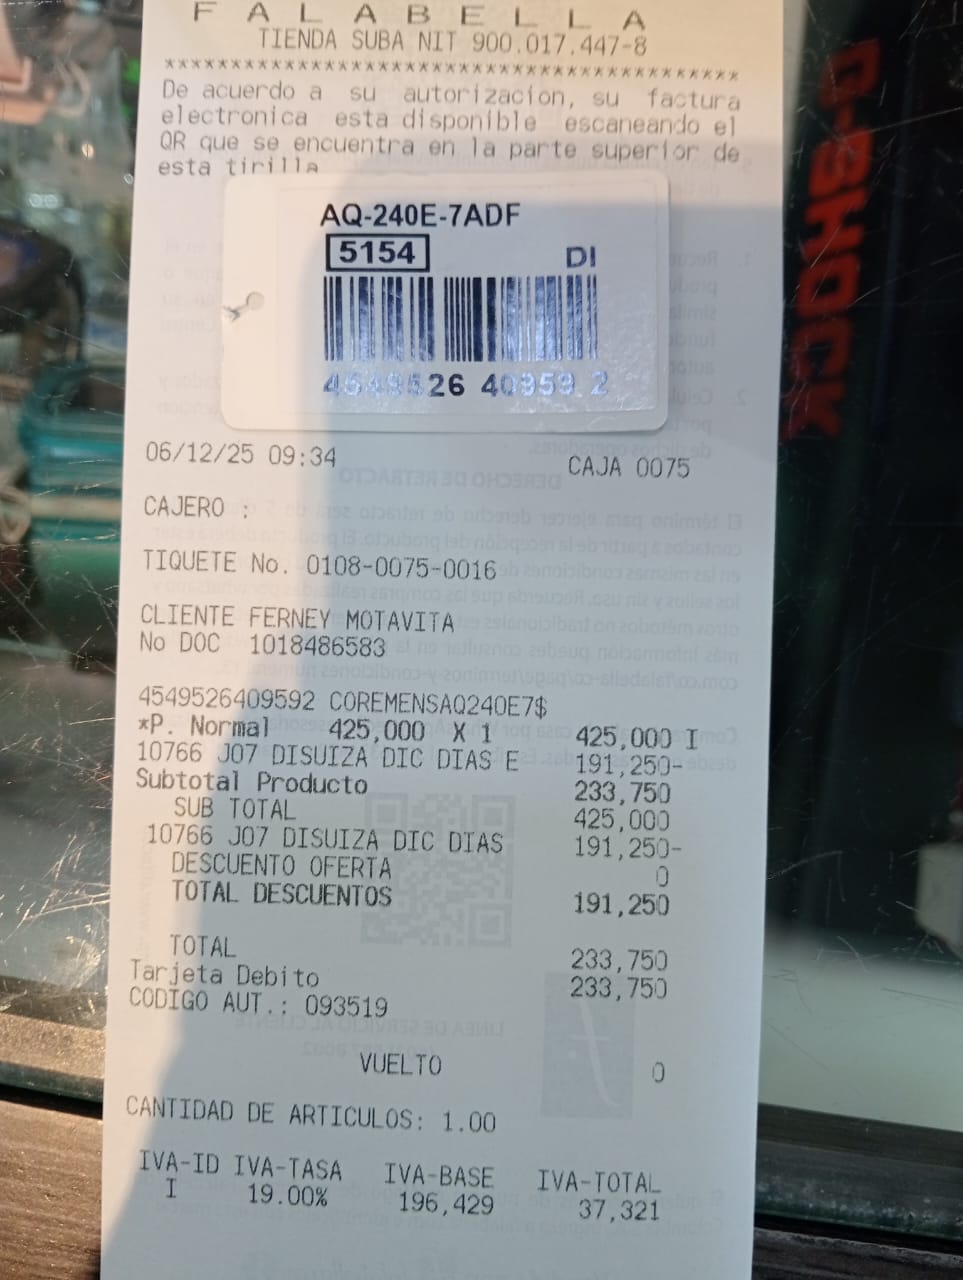 F A L A B E L L A
TIENDA SUBA NIT 900.017.447-8
********************************************
De acuerdo a su autorizacion, su factura
electronica esta disponible escaneando el
QR que se encuentra en la parte superior de
esta tirilla
AQ-240E-7ADF
5154 DI
4549526 40959 2
G-SHOCK
06/12/25 09:34 CAJA 0075
CAJERO :
TIQUETE No. 0108-0075-0016
CLIENTE FERNEY MOTAVITA
No DOC 1018486583
4549526409592 COREMENSAQ240E7$
*P. Normal 425,000 X 1 425,000 I
10766 J07 DISUIZA DIC DIAS E 191,250-
Subtotal Producto 233,750
SUB TOTAL 425,000
10766 J07 DISUIZA DIC DIAS 191,250-
DESCUENTO OFERTA 0
TOTAL DESCUENTOS 191,250
TOTAL 233,750
Tarjeta Debito 233,750
CODIGO AUT.: 093519
VUELTO 0
CANTIDAD DE ARTICULOS: 1.00
IVA-ID IVA-TASA IVA-BASE IVA-TOTAL
I 19.00% 196,429 37,321